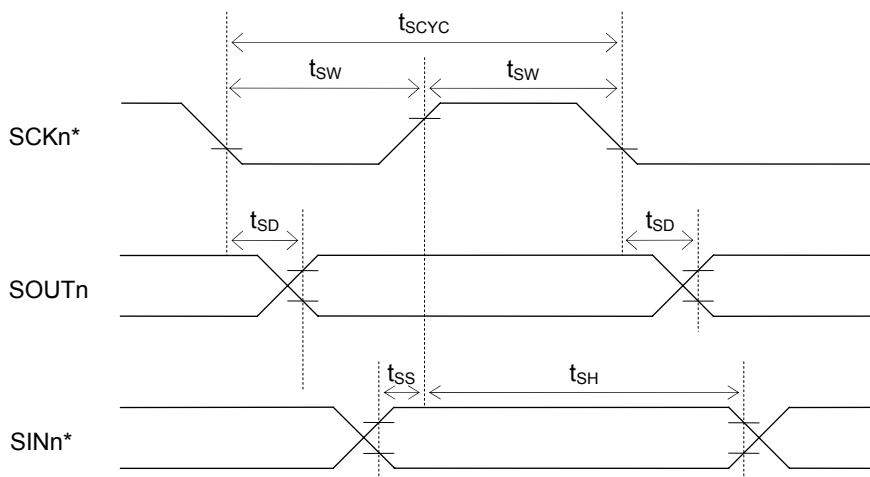 tSCYC
tSW tSW
SCKn*
tSD tSD
SOUTn
tSS tSH
SINn*